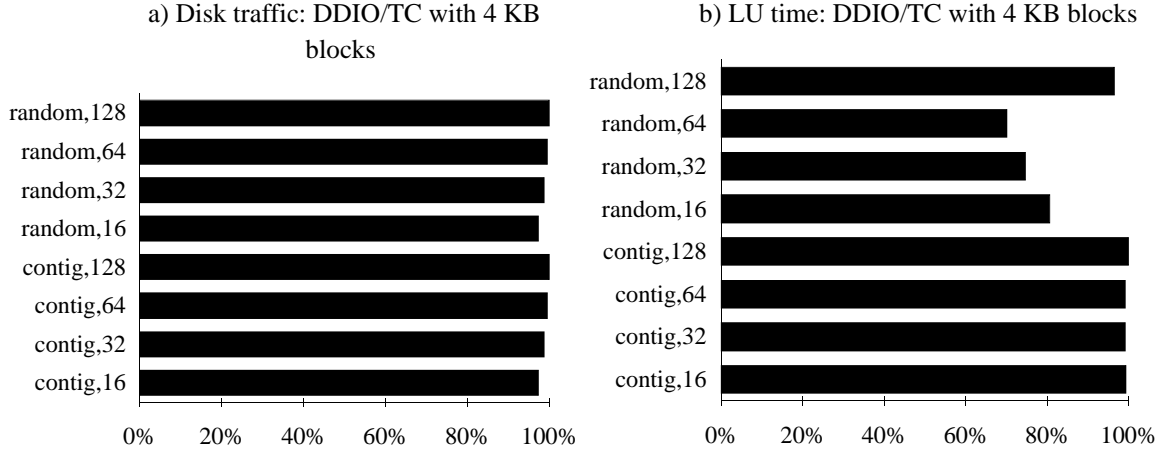 a) Disk traffic: DDIO/TC with 4 KB
blocks
random,128
random,64
random,32
random,16
contig,128
contig,64
contig,32
contig,16
0% 20% 40% 60% 80% 100%
b) LU time: DDIO/TC with 4 KB blocks
random,128
random,64
random,32
random,16
contig,128
contig,64
contig,32
contig,16
0% 20% 40% 60% 80% 100%